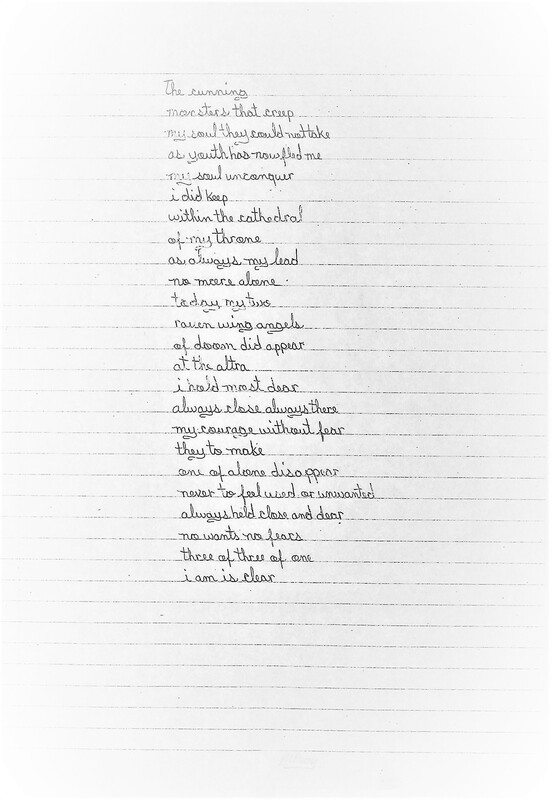 The cunning
monsters that creep
my soul they could not take
as youth has now fled me
my soul unconquer
i did keep
within the cathedral
of my throne
as always my lead
no more alone
today my two
raven wing angels
of doom did appear
at the altra
i hold most dear
always close always there
my courage without fear
they to make
one of alone disappear
never to feel used or unwanted
always held close and dear
no wants no fears
three of three of one
i am is clear